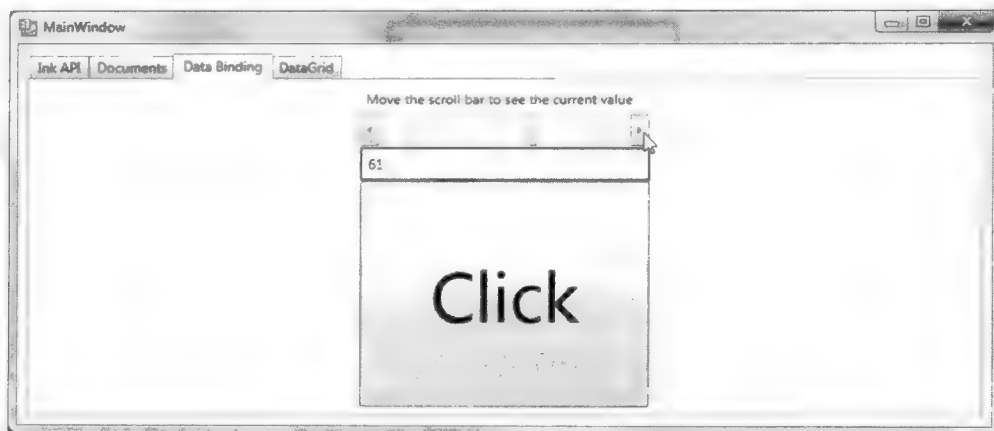 MainWindow
Ink API Documents Data Binding DataGrid
Move the scroll bar to see the current value
61
Click